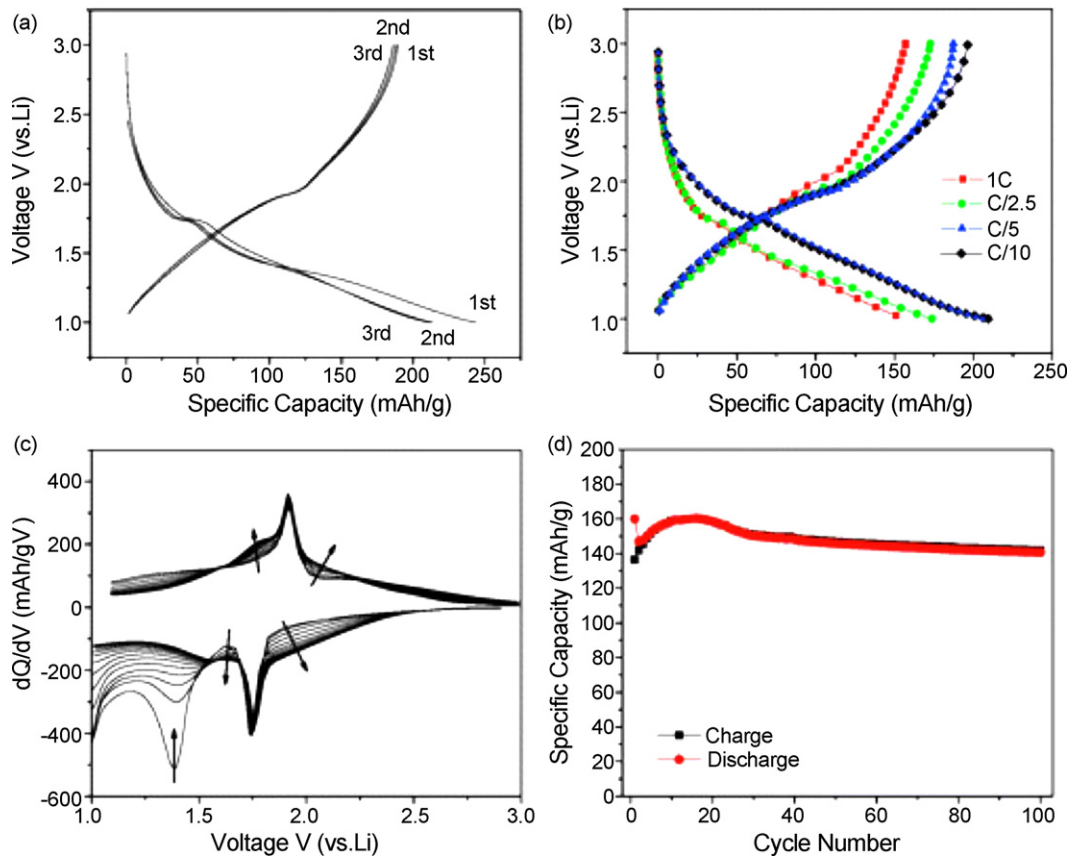 (a)
2nd
3rd
1st
3.0
2.5
2.0
1.5
1.0
1st
3rd
2nd
0
50
100
150
200
250
Voltage V (vs.Li)
Specific Capacity (mAh/g)
(b)
3.0
2.5
2.0
1.5
1.0
1C
C/2.5
C/5
C/10
0
50
100
150
200
250
Voltage V (vs.Li)
Specific Capacity (mAh/g)
(c)
400
200
0
-200
-400
-600
1.0
1.5
2.0
2.5
3.0
dQ/dV (mAh/gV)
Voltage V (vs.Li)
(d)
200
180
160
140
120
100
80
60
40
20
0
Charge
Discharge
0
20
40
60
80
100
Specific Capacity (mAh/g)
Cycle Number